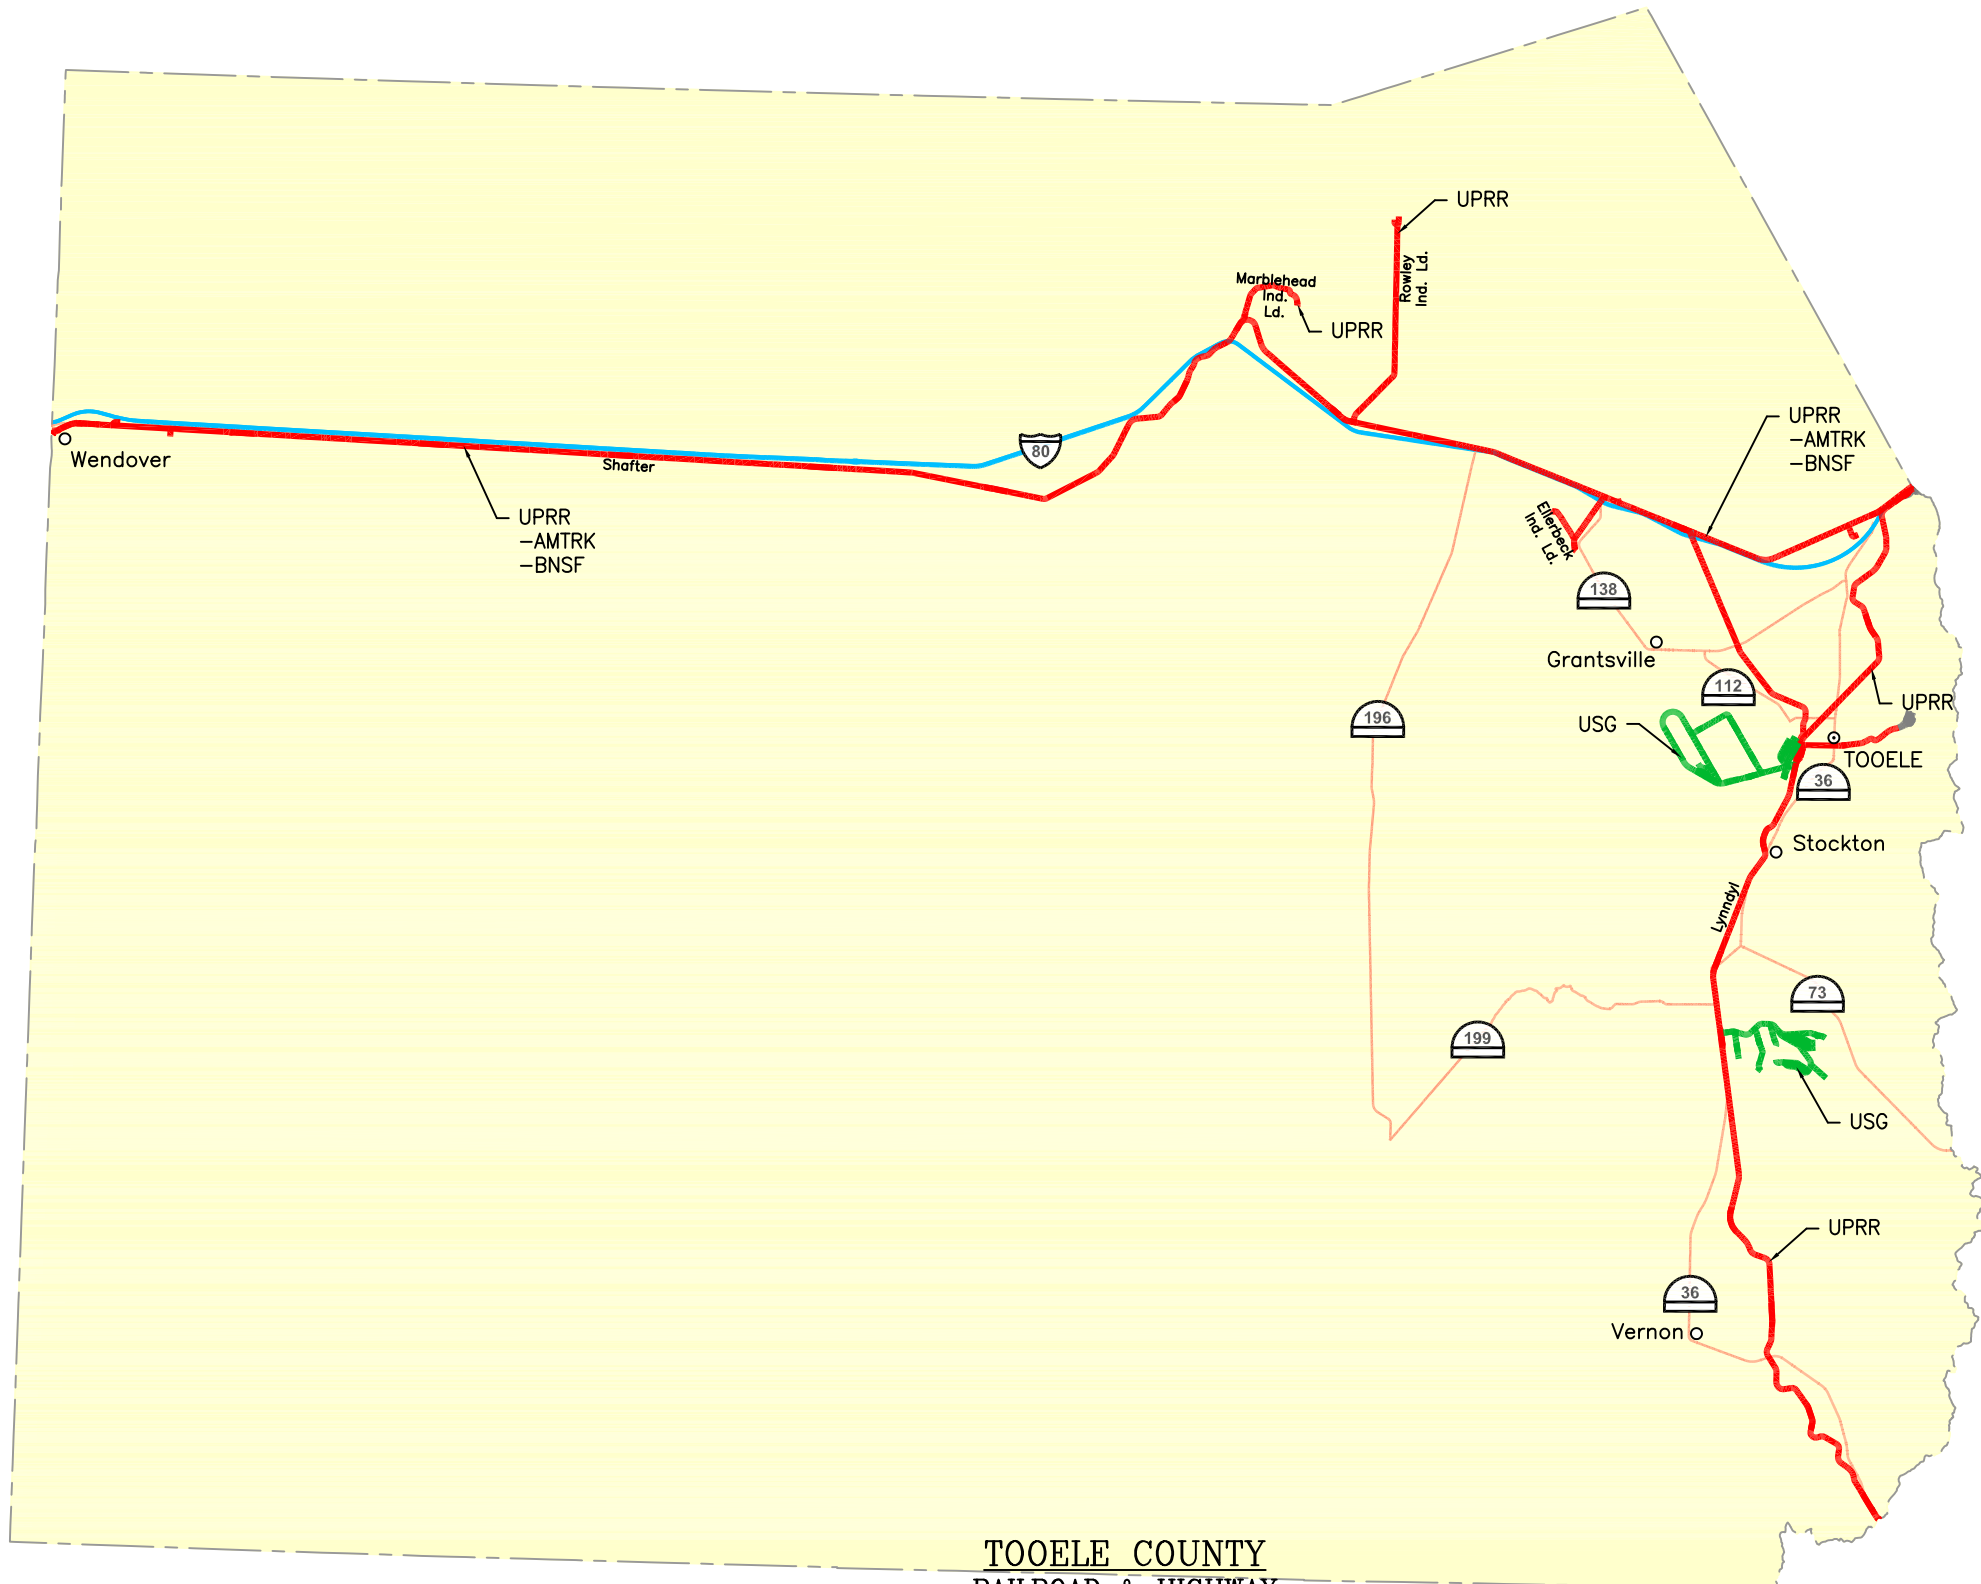 UPRR
Rowley
Ind. Ld.
Marblehead
Ind.
Ld.
UPRR
UPRR
-AMTRK
-BNSF
80
Wendover
Shafter
UPRR
-AMTRK
-BNSF
Ellerbeck
Ind. Ld.
138
Grantsville
112
UPRR
196
USG
TOOELE
36
Stockton
Lynndyl
73
199
USG
UPRR
36
Vernon
TOOELE COUNTY
RAILROAD & HIGHWAY